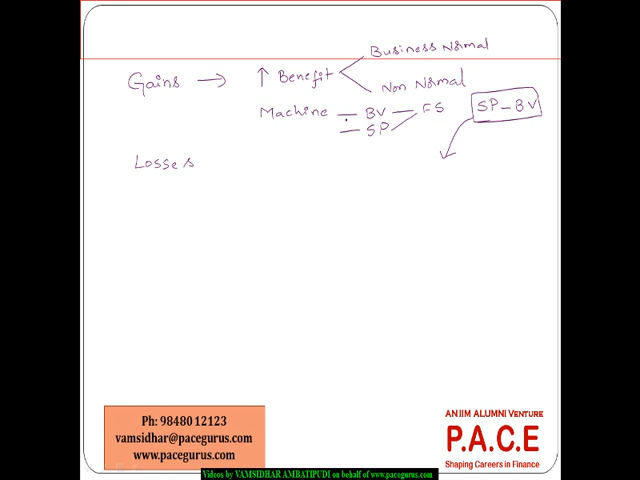 Business Normal
Gains → ↑ Benefit
Non Normal
Machine — BV — FS
— SP
SP – BV
Losses
Ph: 98480 12123
vamsidhar@pacegurus.com
www.pacegurus.com
AN IIM ALUMNI VENTURE
P.A.C.E
Shaping Careers in Finance
Videos by VAMSIDHAR AMBATIPUDI on behalf of www.pacegurus.com